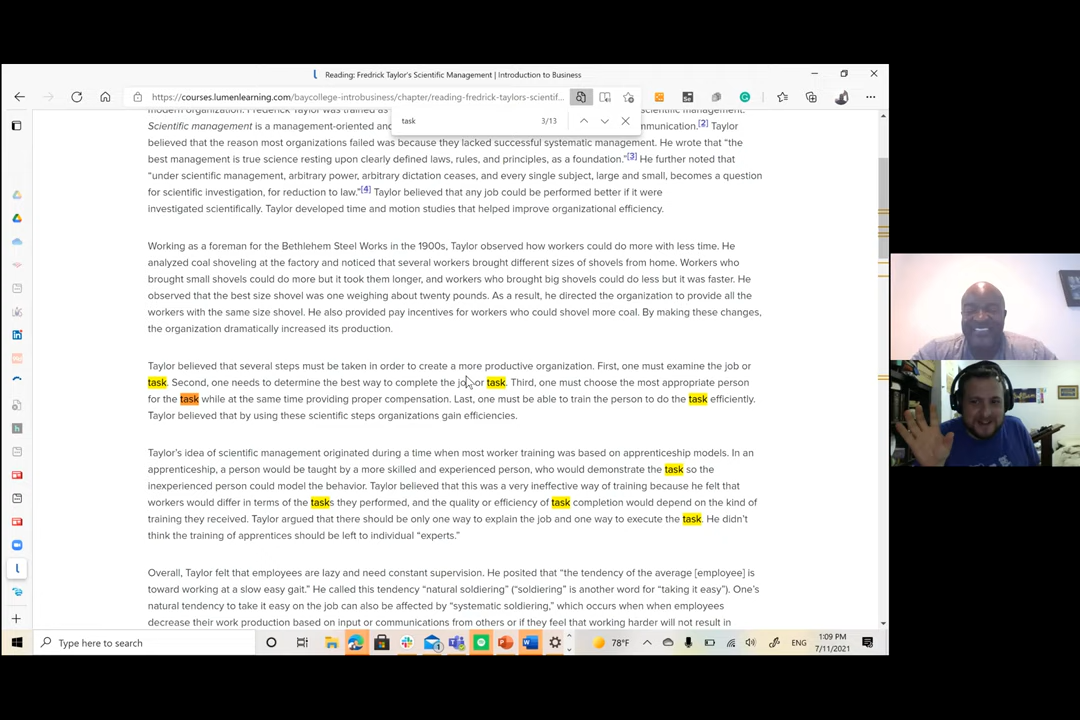 Reading: Fredrick Taylor's Scientific Management | Introduction to Business
https://courses.lumenlearning.com/baycollege-introbusiness/chapter/reading-fredrick-taylors-scientif...
task 3/13
Scientific management is a management-oriented and munication.[2] Taylor
believed that the reason most organizations failed was because they lacked successful systematic management. He wrote that “the
best management is true science resting upon clearly defined laws, rules, and principles, as a foundation.”[3] He further noted that
“under scientific management, arbitrary power, arbitrary dictation ceases, and every single subject, large and small, becomes a question
for scientific investigation, for reduction to law.”[4] Taylor believed that any job could be performed better if it were
investigated scientifically. Taylor developed time and motion studies that helped improve organizational efficiency.
Working as a foreman for the Bethlehem Steel Works in the 1900s, Taylor observed how workers could do more with less time. He
analyzed coal shoveling at the factory and noticed that several workers brought different sizes of shovels from home. Workers who
brought small shovels could do more but it took them longer, and workers who brought big shovels could do less but it was faster. He
observed that the best size shovel was one weighing about twenty pounds. As a result, he directed the organization to provide all the
workers with the same size shovel. He also provided pay incentives for workers who could shovel more coal. By making these changes,
the organization dramatically increased its production.
Taylor believed that several steps must be taken in order to create a more productive organization. First, one must examine the job or
task. Second, one needs to determine the best way to complete the job or task. Third, one must choose the most appropriate person
for the task while at the same time providing proper compensation. Last, one must be able to train the person to do the task efficiently.
Taylor believed that by using these scientific steps organizations gain efficiencies.
Taylor's idea of scientific management originated during a time when most worker training was based on apprenticeship models. In an
apprenticeship, a person would be taught by a more skilled and experienced person, who would demonstrate the task so the
inexperienced person could model the behavior. Taylor believed that this was a very ineffective way of training because he felt that
workers would differ in terms of the tasks they performed, and the quality or efficiency of task completion would depend on the kind of
training they received. Taylor argued that there should be only one way to explain the job and one way to execute the task. He didn't
think the training of apprentices should be left to individual “experts.”
Overall, Taylor felt that employees are lazy and need constant supervision. He posited that “the tendency of the average [employee] is
toward working at a slow easy gait.” He called this tendency “natural soldiering” (“soldiering” is another word for “taking it easy”). One's
natural tendency to take it easy on the job can also be affected by “systematic soldiering,” which occurs when when employees
decrease their work production based on input or communications from others or if they feel that working harder will not result in
Type here to search
78°F
ENG
1:09 PM
7/11/2021